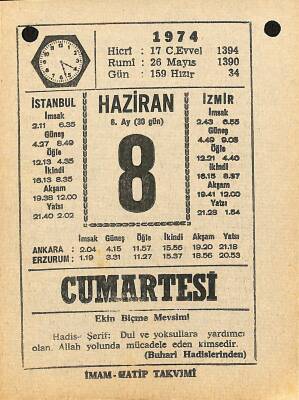 1974
Hicrî : 17 C.Evvel 1394
Rumî : 26 Mayıs 1390
Gün : 159 Hızır 34
İSTANBUL
İmsak
2.11 6.35
Güneş
4.27 8.49
Öğle
12.13 4.35
İkindi
16.13 8.35
Akşam
19.38 12.00
Yatsı
21.40 2.02
HAZİRAN
6. Ay (30 gün)
8
İZMİR
İmsak
2.43 6.55
Güneş
4.49 9.08
Öğle
12.21 4.40
İkindi
16.13 8.37
Akşam
19.41 12.00
Yatsı
21.28 1.54
İmsak Güneş Öğle İkindi Akşam Yatsı
ANKARA : 2.04 4.15 11.57 15.56 19.20 21.18
ERZURUM : 1.19 3.31 11.27 15.37 18.56 20.53
CUMARTESİ
Ekin Biçme Mevsimi
Hadis- Şerif: Dul ve yoksullara yardımcı
olan, Allah yolunda mücadele eden kimsedir.
(Buhari Hadislerinden)
İMAM-HATİP TAKVİMİ